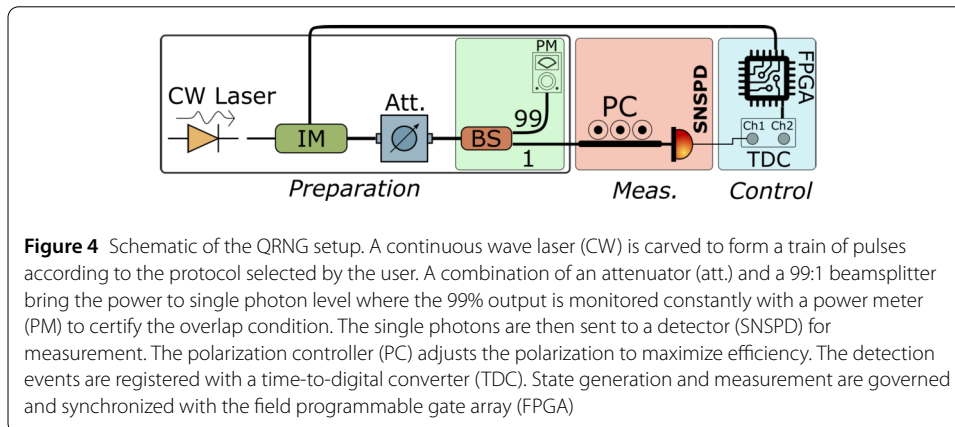 PM
CW Laser
Att.
99
IM
BS
1
Preparation
PC
SNSPD
Meas.
FPGA
Ch1 Ch2
TDC
Control
Figure 4 Schematic of the QRNG setup. A continuous wave laser (CW) is carved to form a train of pulses
according to the protocol selected by the user. A combination of an attenuator (att.) and a 99:1 beamsplitter
bring the power to single photon level where the 99% output is monitored constantly with a power meter
(PM) to certify the overlap condition. The single photons are then sent to a detector (SNSPD) for
measurement. The polarization controller (PC) adjusts the polarization to maximize efficiency. The detection
events are registered with a time-to-digital converter (TDC). State generation and measurement are governed
and synchronized with the field programmable gate array (FPGA)